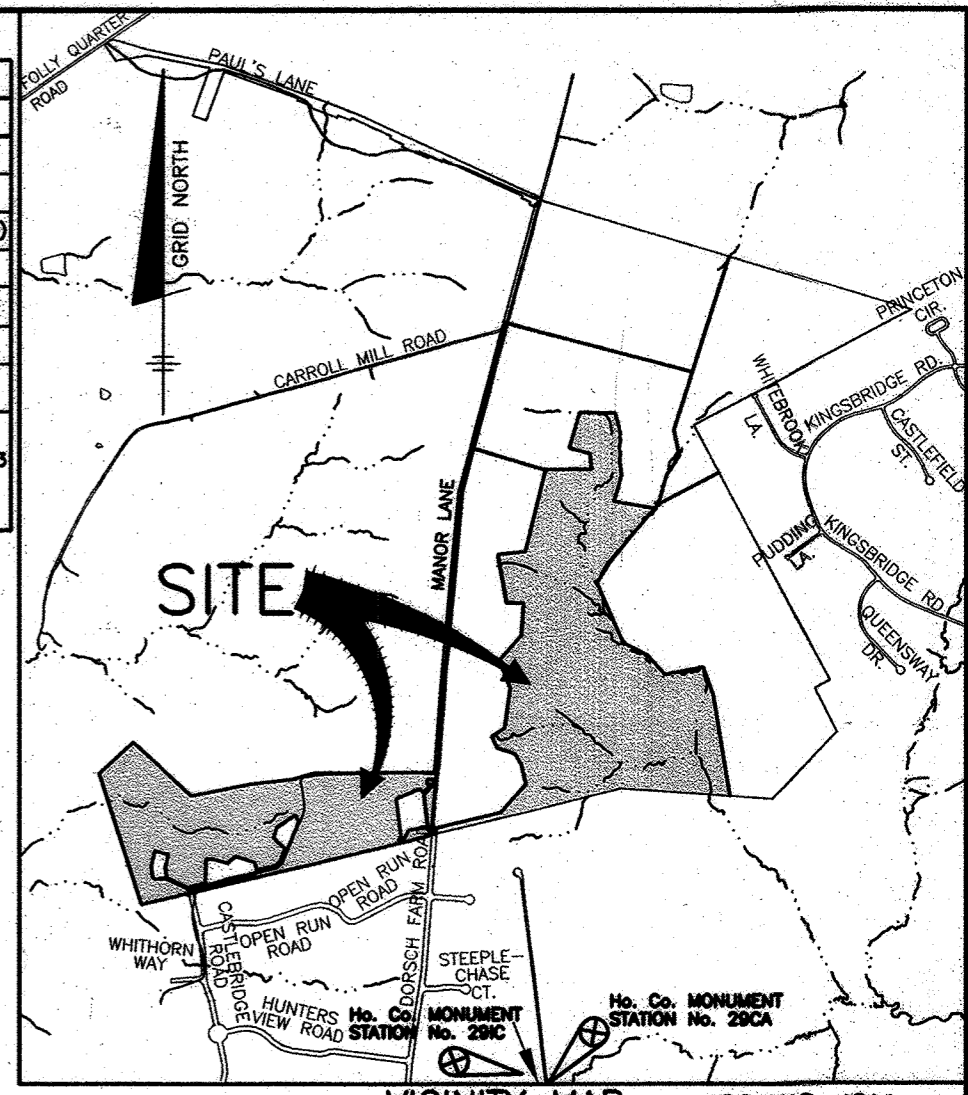 FOLLY QUARTER
ROAD
PAUL'S LANE
GRID NORTH
CARROLL MILL ROAD
MANOR LANE
PRINCETON
CIR.
WHITEBROOK
LA.
KINGSBRIDGE RD.
CASTLEFIELD
ST.
PUDDING
LA.
KINGSBRIDGE RD.
QUEENSWAY
DR.
SITE
OPEN RUN
ROAD
OPEN RUN
ROAD
CASTLEBRIDGE
ROAD
WHITHORN
WAY
DORSCH FARM ROAD
STEEPLE-
CHASE
CT.
HUNTERS
VIEW ROAD
Ho. Co. MONUMENT
STATION No. 29IC
Ho. Co. MONUMENT
STATION No. 29CA
VICINITY MAP